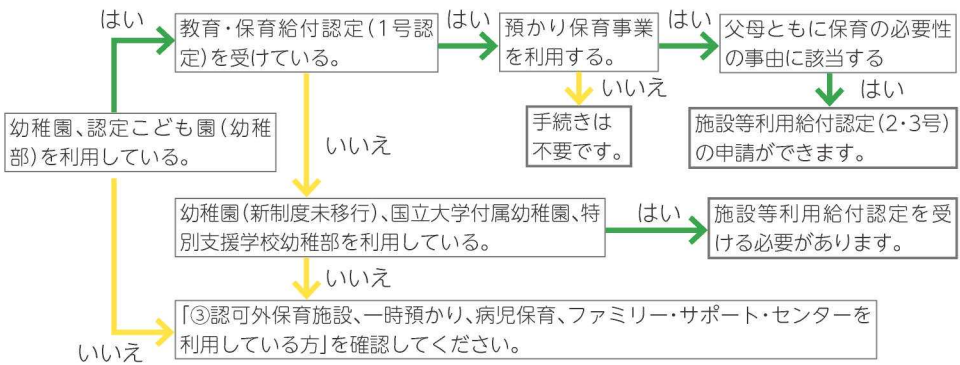 はい
教育・保育給付認定(1号認
定)を受けている。
はい
預かり保育事業
を利用する。
はい
父母ともに保育の必要性
の事由に該当する
いいえ
はい
幼稚園、認定こども園(幼稚
部)を利用している。
いいえ
手続きは
不要です。
施設等利用給付認定(2・3号)
の申請ができます。
幼稚園(新制度未移行)、国立大学付属幼稚園、特
別支援学校幼稚部を利用している。
はい
施設等利用給付認定を受
ける必要があります。
いいえ
「③認可外保育施設、一時預かり、病児保育、ファミリー・サポート・センターを
利用している方」を確認してください。
いいえ